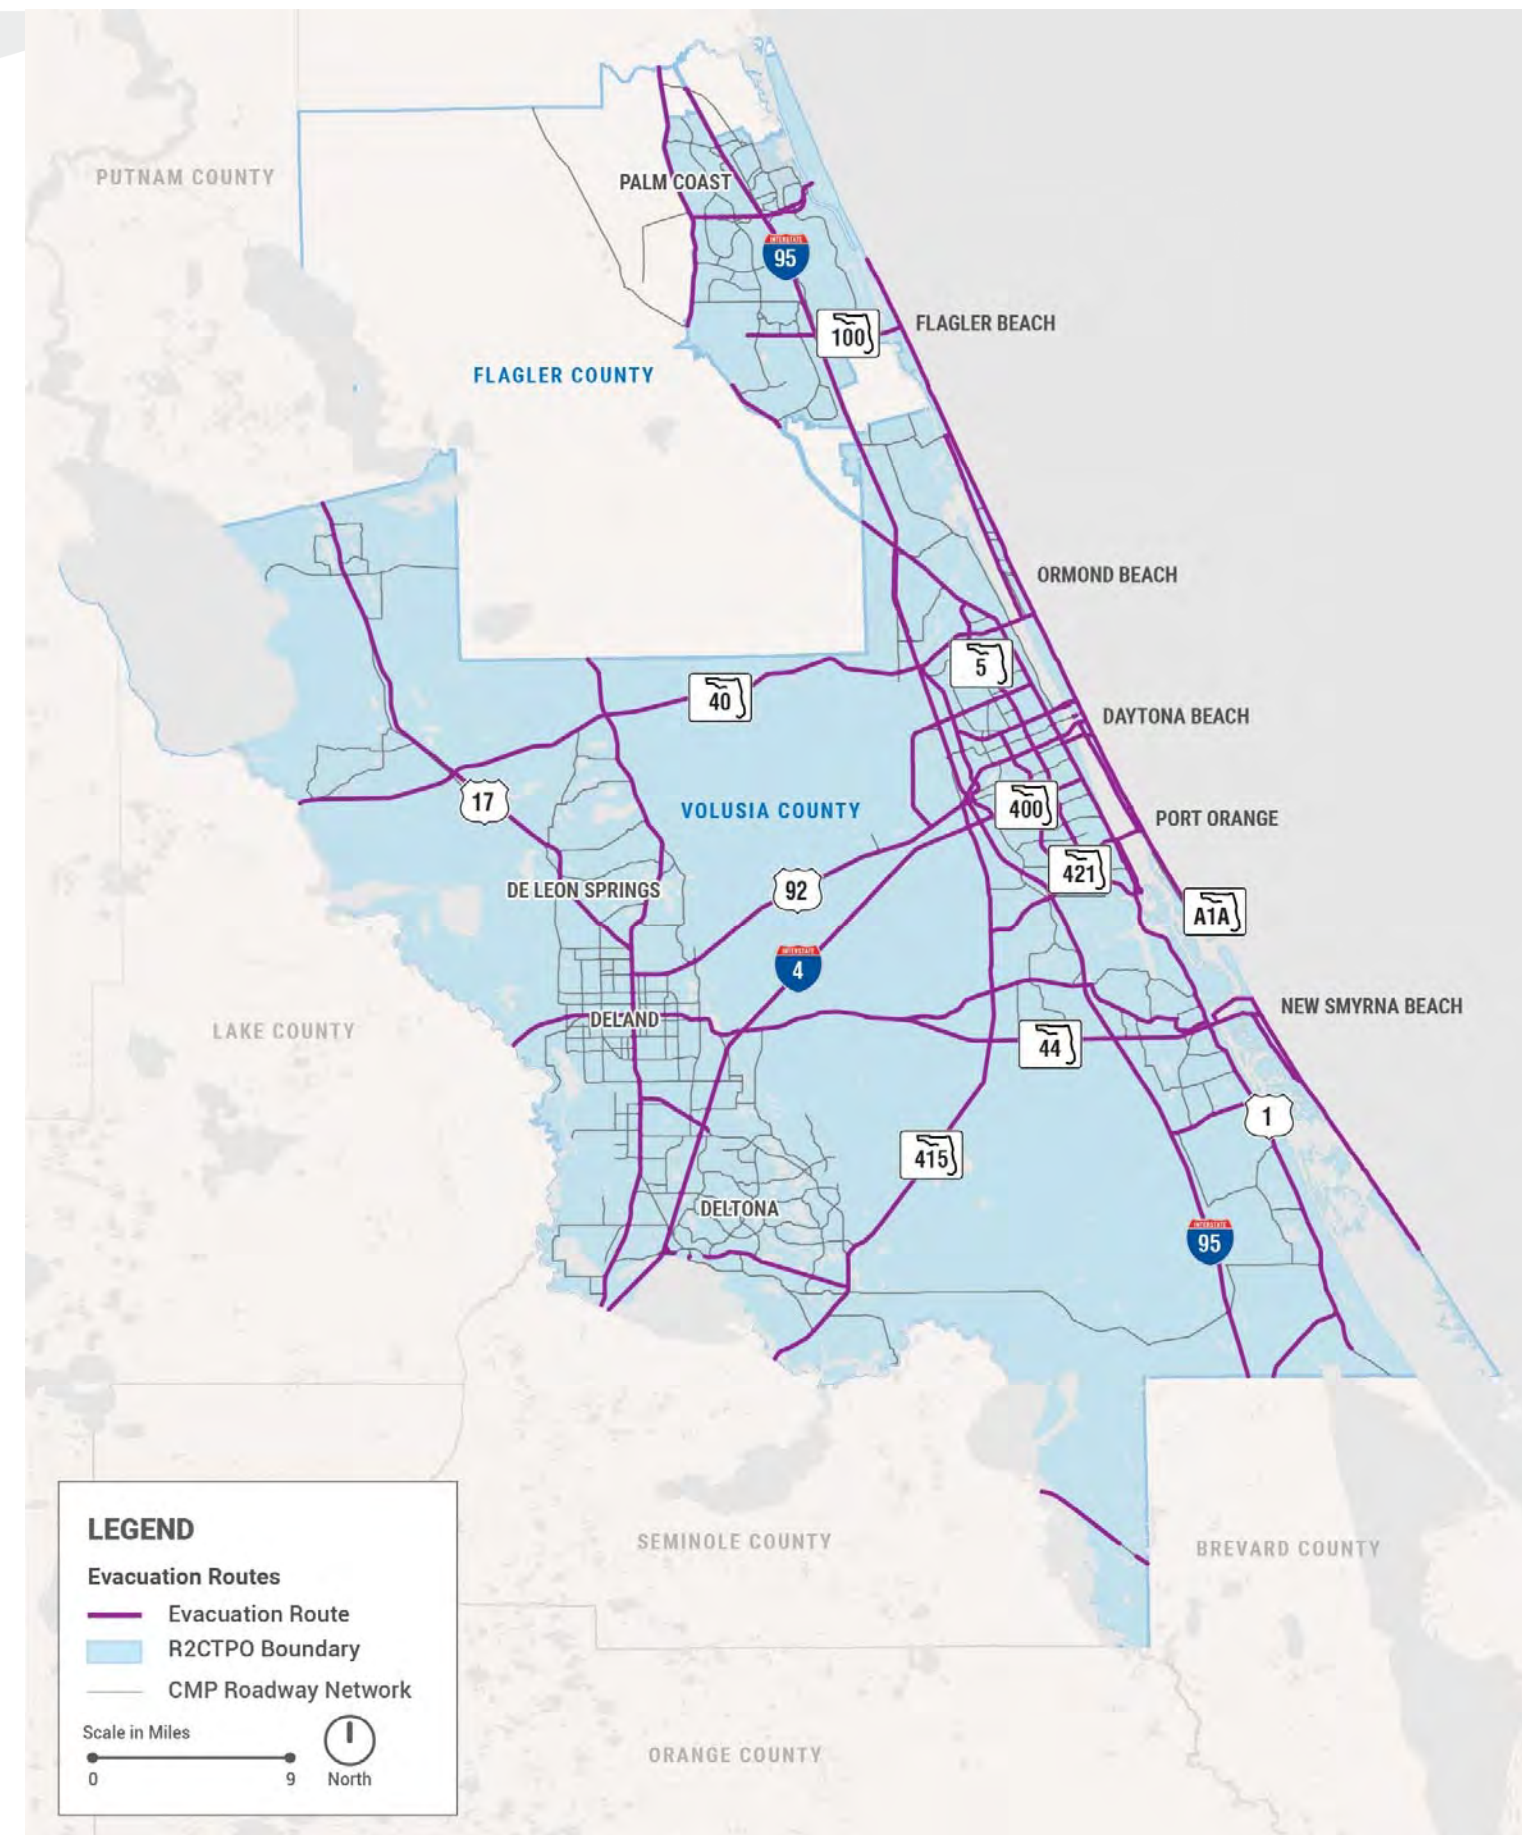 PUTNAM COUNTY
PALM COAST
INTERSTATE
95
100
FLAGLER BEACH
FLAGLER COUNTY
ORMOND BEACH
5
40
DAYTONA BEACH
17
VOLUSIA COUNTY
400
PORT ORANGE
421
DE LEON SPRINGS
92
A1A
INTERSTATE
4
NEW SMYRNA BEACH
LAKE COUNTY
DELAND
44
1
415
DELTONA
INTERSTATE
95
SEMINOLE COUNTY
BREVARD COUNTY
ORANGE COUNTY
LEGEND
Evacuation Routes
Evacuation Route
R2CTPO Boundary
CMP Roadway Network
Scale in Miles
0 9 North